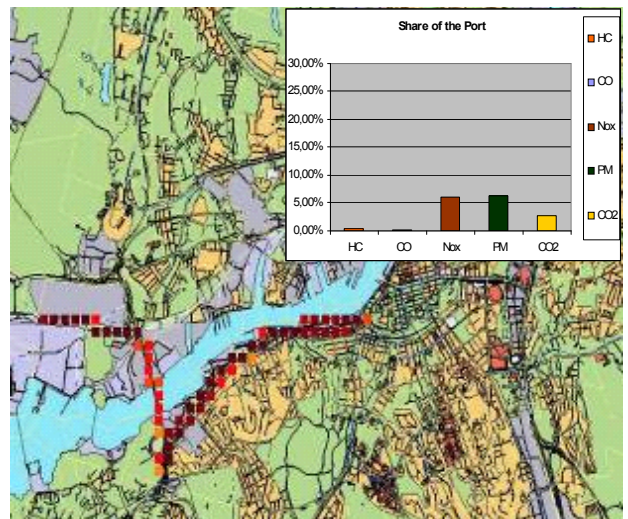 Share of the Port
30,00%
25,00%
20,00%
15,00%
10,00%
5,00%
0,00%
HC
CO
Nox
PM
CO2
HC
CO
Nox
PM
CO2